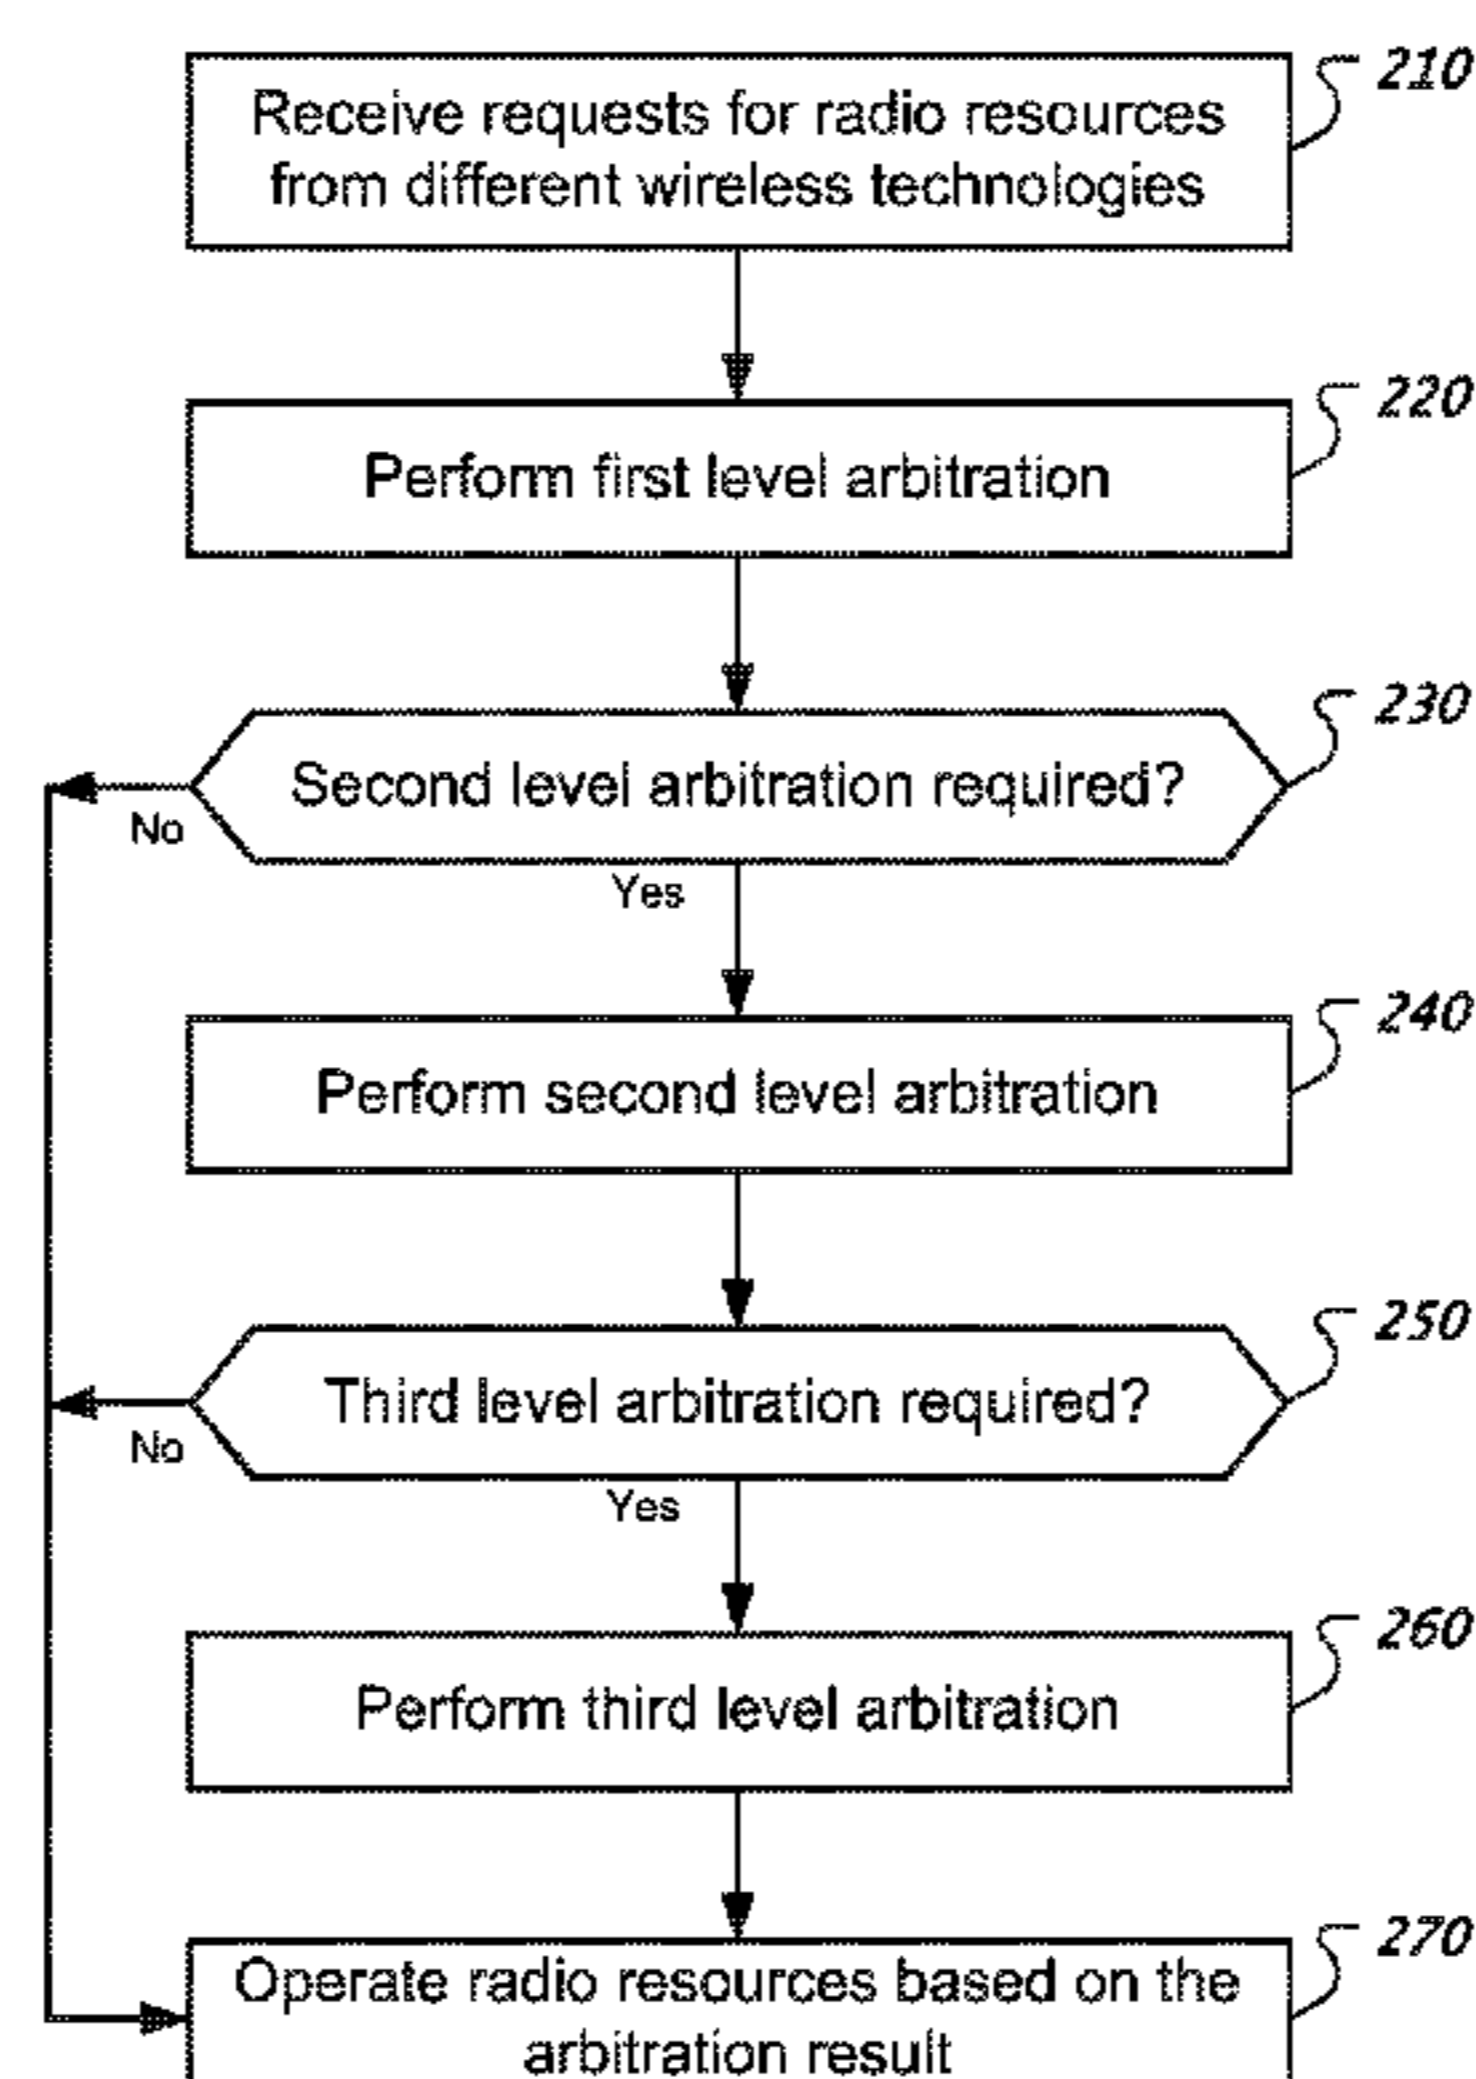 210
Receive requests for radio resources
from different wireless technologies
220
Perform first level arbitration
230
Second level arbitration required?
No
Yes
240
Perform second level arbitration
250
Third level arbitration required?
No
Yes
260
Perform third level arbitration
270
Operate radio resources based on the
arbitration result